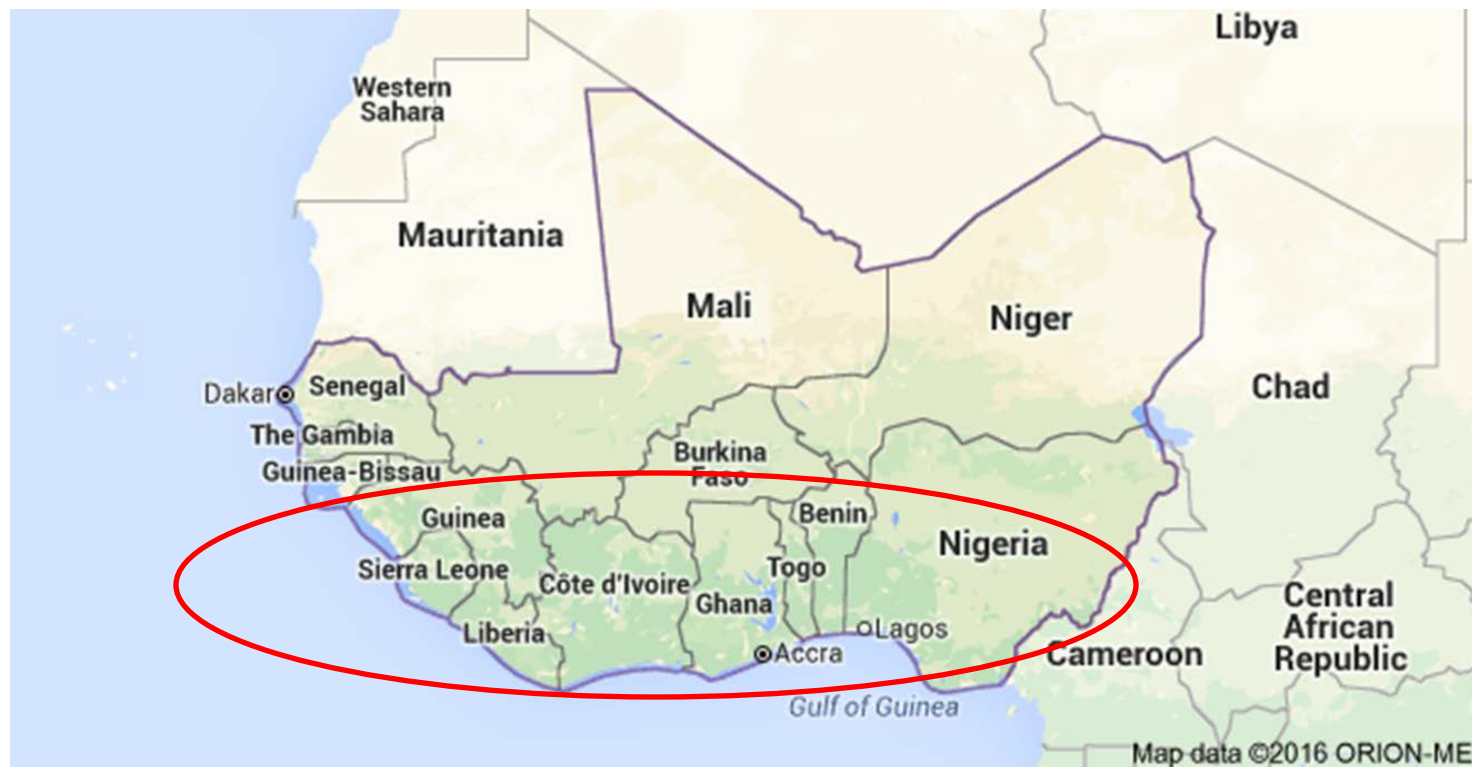 Libya
Western
Sahara
Mauritania
Mali
Niger
Chad
Dakar
Senegal
The Gambia
Guinea-Bissau
Burkina
Faso
Guinea
Benin
Nigeria
Sierra Leone
Côte d'Ivoire
Togo
Ghana
Liberia
Lagos
Accra
Cameroon
Central
African
Republic
Gulf of Guinea
Map data ©2016 ORION-ME